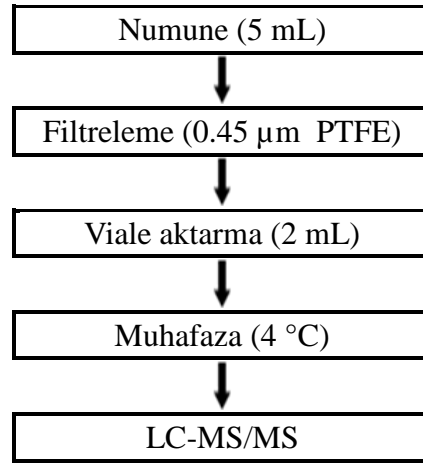 Numune (5 mL)
Filtreleme (0.45 µm PTFE)
Viale aktarma (2 mL)
Muhafaza (4 °C)
LC-MS/MS